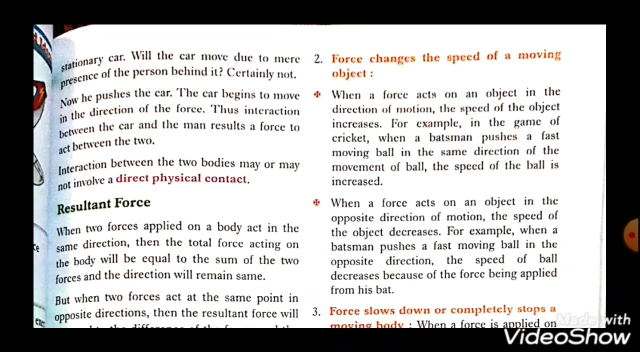 stationary car. Will the car move due to mere
presence of the person behind it? Certainly not.
Now he pushes the car. The car begins to move
in the direction of the force. Thus interaction
between the car and the man results a force to
act between the two.
Interaction between the two bodies may or may
not involve a direct physical contact.
Resultant Force
When two forces applied on a body act in the
same direction, then the total force acting on
the body will be equal to the sum of the two
forces and the direction will remain same.
But when two forces act at the same point in
opposite directions, then the resultant force will
2. Force changes the speed of a moving
object :
When a force acts on an object in the
direction of motion, the speed of the object
increases. For example, in the game of
cricket, when a batsman pushes a fast
moving ball in the same direction of the
movement of ball, the speed of the ball is
increased.
When a force acts on an object in the
opposite direction of motion, the speed of
the object decreases. For example, when a
batsman pushes a fast moving ball in the
opposite direction, the speed of ball
decreases because of the force being applied
from his bat.
3. Force slows down or completely stops a
moving body : When a force is applied on
Made with
VideoShow